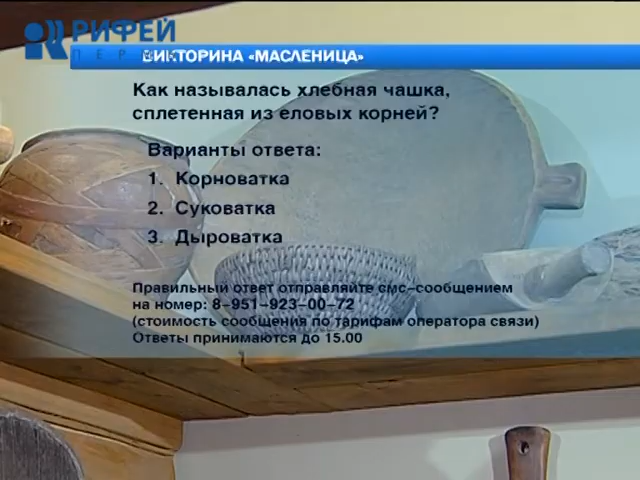 РИФЕЙ
ПЕРМЬ
ВИКТОРИНА «МАСЛЕНИЦА»
Как называлась хлебная чашка,
сплетенная из еловых корней?
Варианты ответа:
1. Корноватка
2. Суковатка
3. Дыроватка
Правильный ответ отправляйте смс-сообщением
на номер: 8-951-923-00-72
(стоимость сообщения по тарифам оператора связи)
Ответы принимаются до 15.00